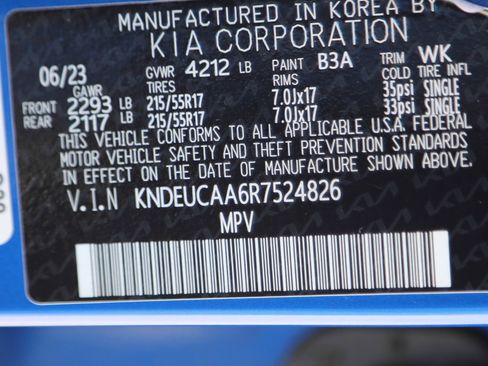 MANUFACTURED IN KOREA BY
KIA CORPORATION
06/23 GVWR 4212 LB PAINT B3A TRIM WK
GAWR TIRES RIMS COLD TIRE INFL
FRONT 2293 LB 215/55R17 7.0Jx17 35psi SINGLE
REAR 2117 LB 215/55R17 7.0Jx17 33psi SINGLE
THIS VEHICLE CONFORMS TO ALL APPLICABLE U.S.A. FEDERAL
MOTOR VEHICLE SAFETY AND THEFT PREVENTION STANDARDS
IN EFFECT ON THE DATE OF MANUFACTURE SHOWN ABOVE.
V.I.N KNDEUCAA6R7524826
MPV